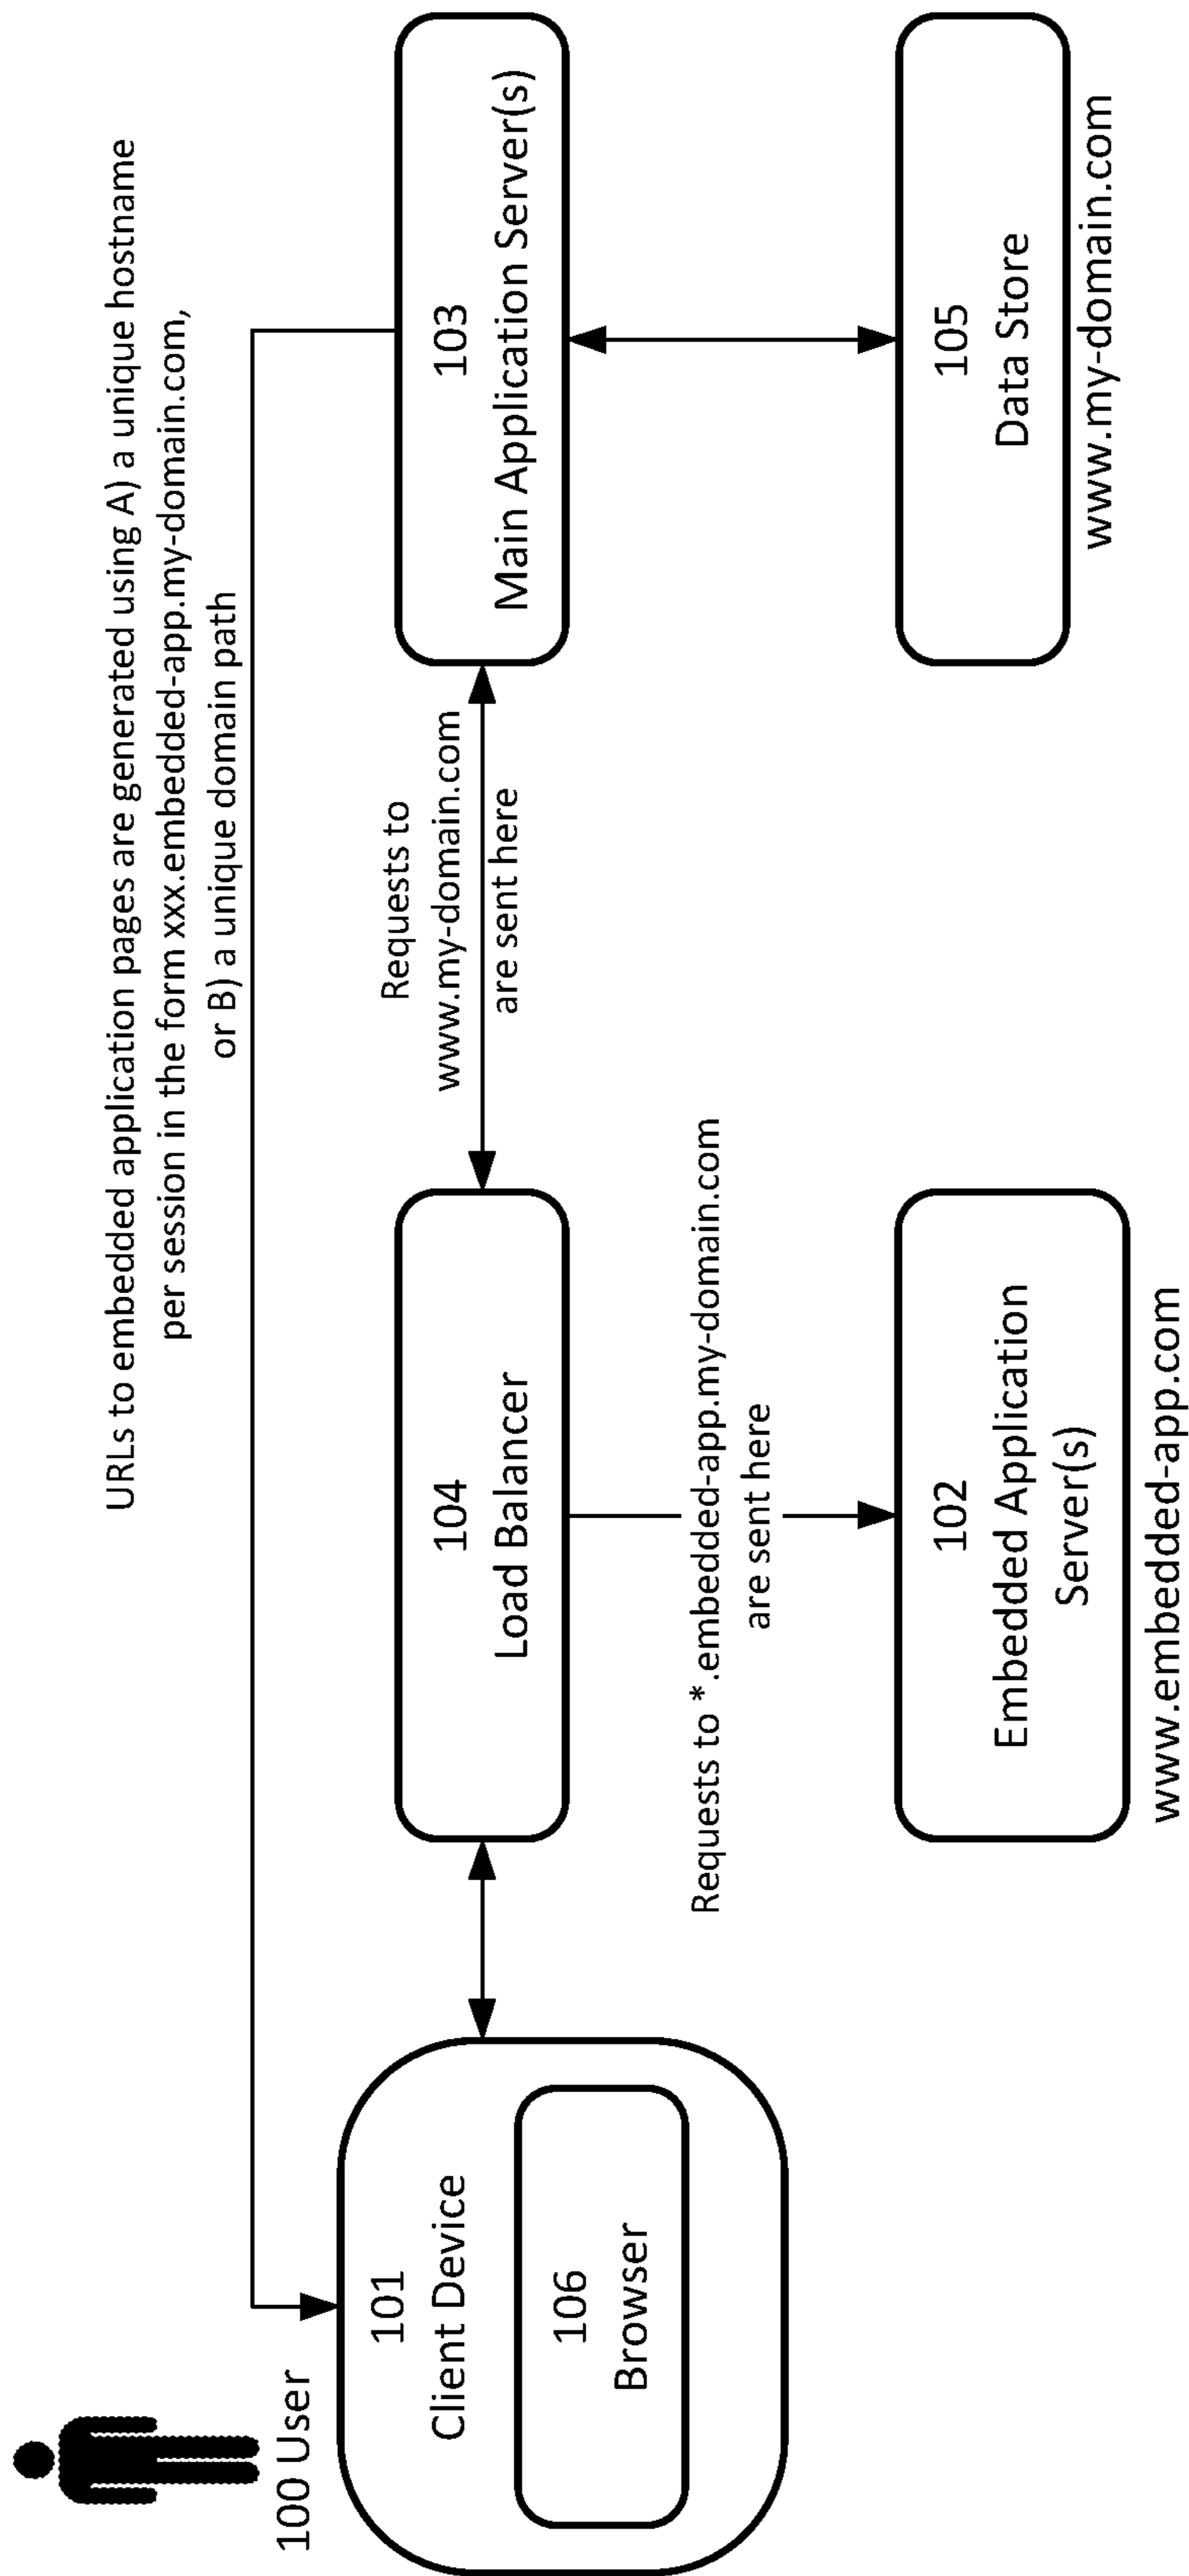 URLs to embedded application pages are generated using A) a unique hostname
per session in the form xxx.embedded-app.my-domain.com,
or B) a unique domain path
100 User
101
Client Device
106
Browser
104
Load Balancer
Requests to
www.my-domain.com
are sent here
103
Main Application Server(s)
Requests to *.embedded-app.my-domain.com
are sent here
102
Embedded Application
Server(s)
www.embedded-app.com
105
Data Store
www.my-domain.com